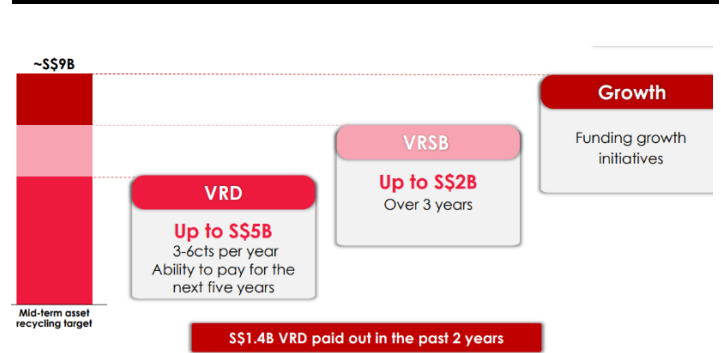 ~S$9B
Growth
Funding growth
initiatives
VRSB
Up to S$2B
Over 3 years
VRD
Up to S$5B
3-6cts per year
Ability to pay for the
next five years
Mid-term asset
recycling target
S$1.4B VRD paid out in the past 2 years